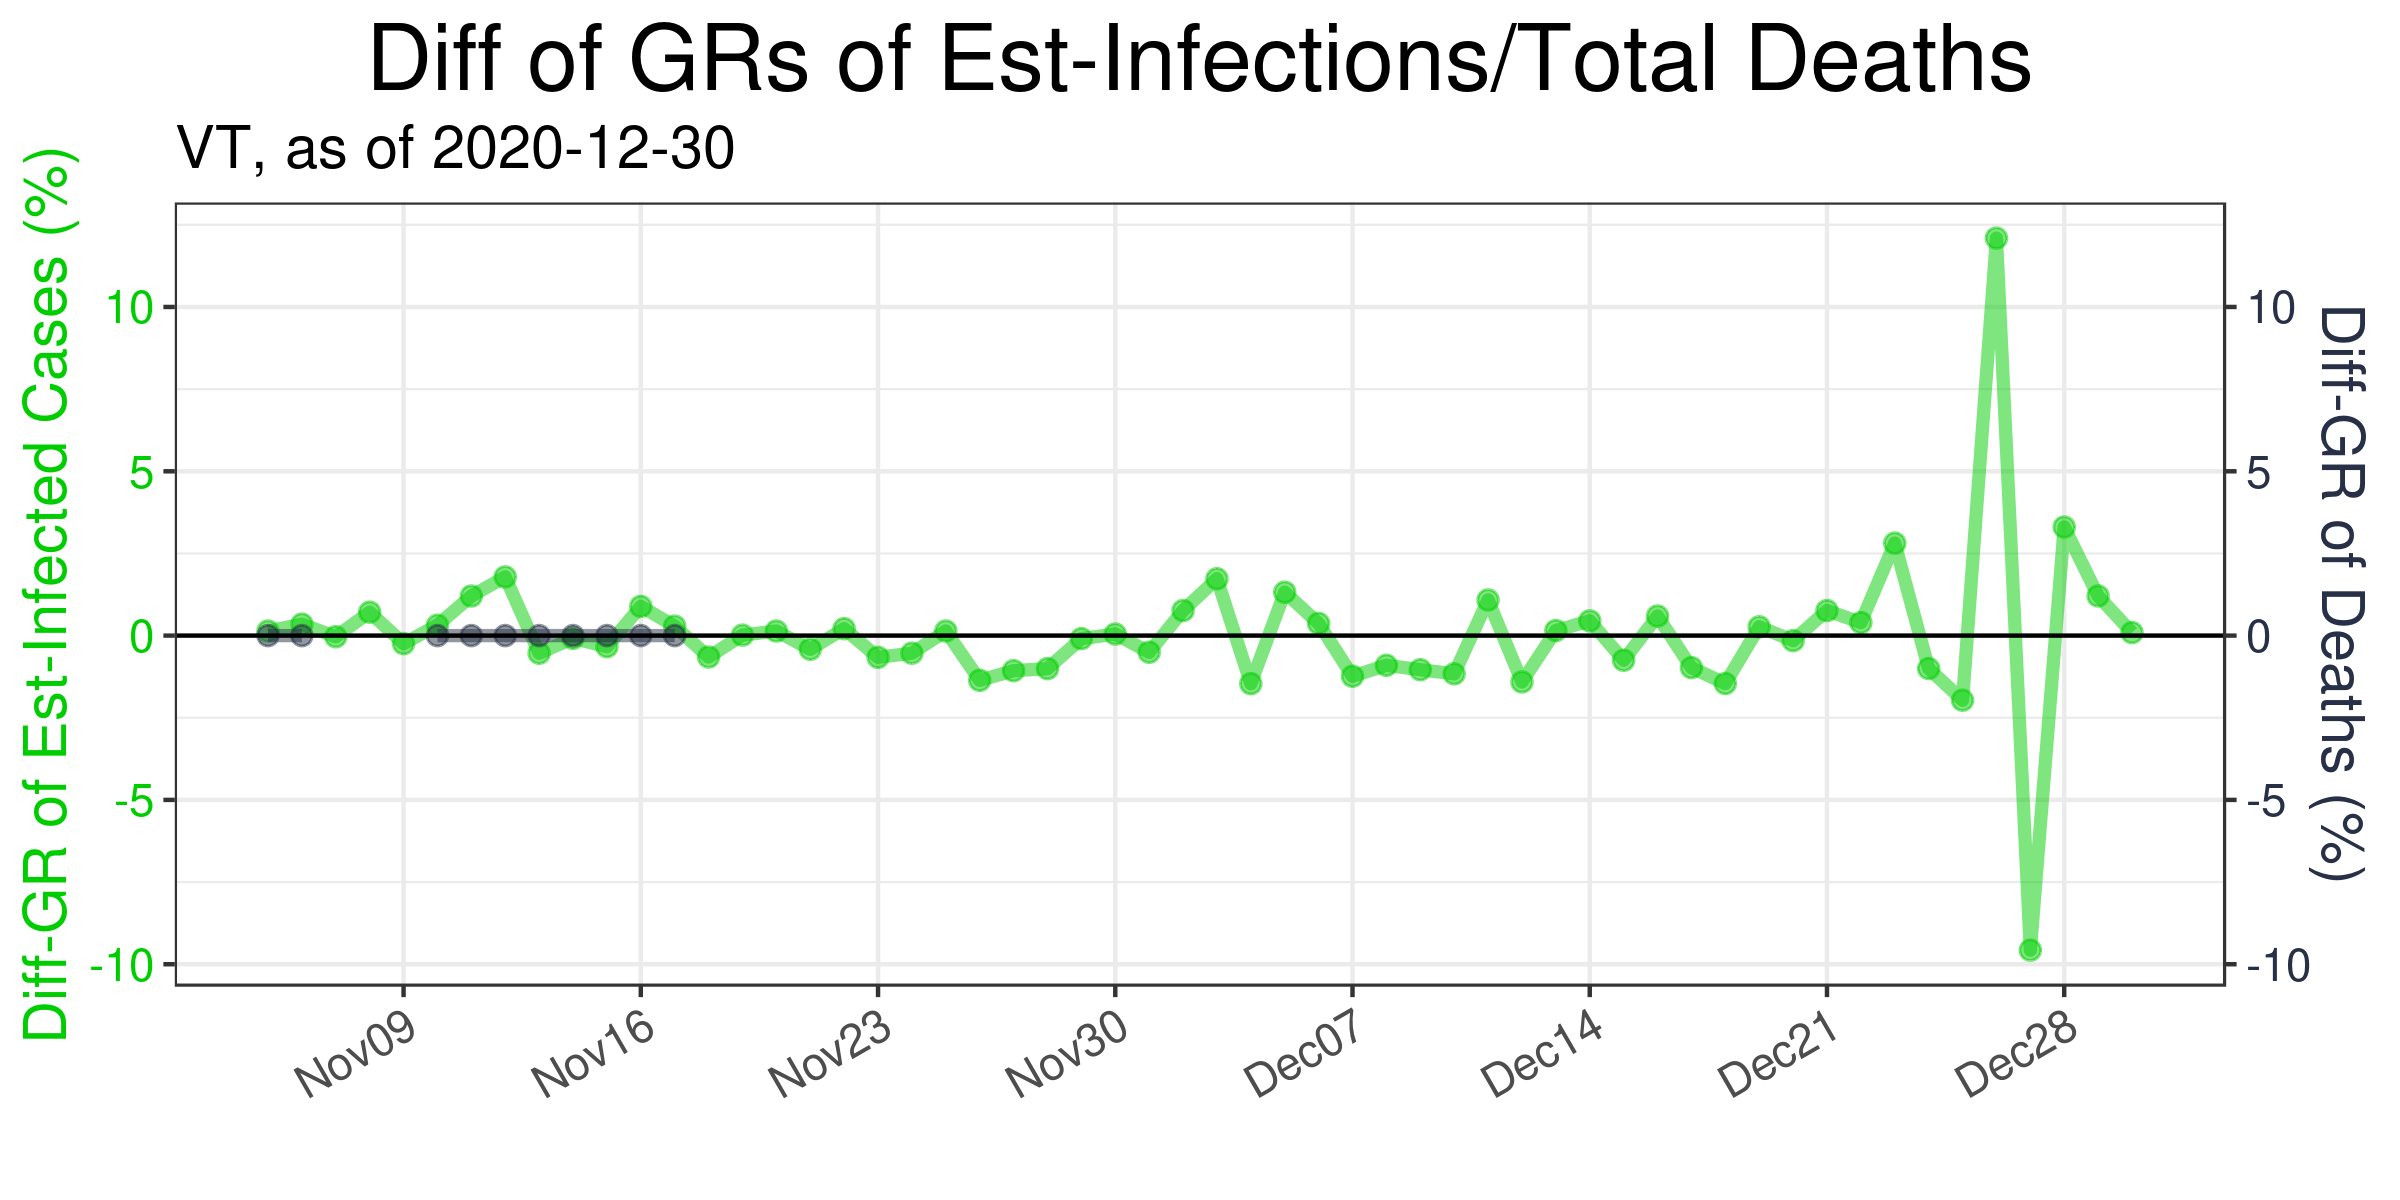 Diff of GRs of Est-Infections/Total Deaths
VT, as of 2020-12-30
Diff-GR of Est-Infected Cases (%)
10
5
0
-5
-10
10
5
0
-5
-10
Diff-GR of Deaths (%)
Nov09
Nov16
Nov23
Nov30
Dec07
Dec14
Dec21
Dec28